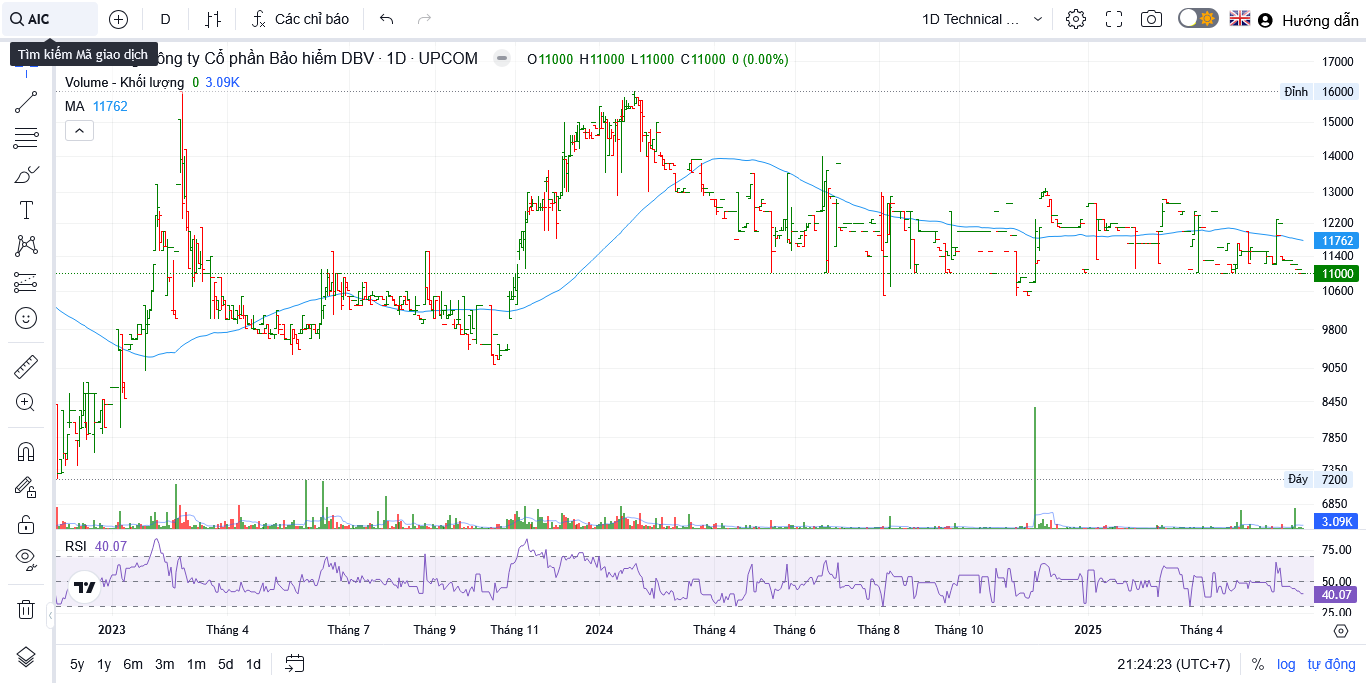 AIC
D
Các chỉ báo
1D Technical ...
Hướng dẫn
Tìm kiếm Mã giao dịch
ông ty Cổ phần Bảo hiểm DBV · 1D · UPCOM
O11000 H11000 L11000 C11000 0 (0.00%)
Volume - Khối lượng 0 3.09K
MA 11762
17000
Đỉnh 16000
15000
14000
13000
12200
11762
11400
11000
10600
9800
9050
8450
7850
7350
Đáy 7200
6850
3.09K
RSI 40.07
75.00
50.00
40.07
25.00
2023 Tháng 4 Tháng 7 Tháng 9 Tháng 11 2024 Tháng 4 Tháng 6 Tháng 8 Tháng 10 2025 Tháng 4
5y 1y 6m 3m 1m 5d 1d
21:24:23 (UTC+7) % log tự động